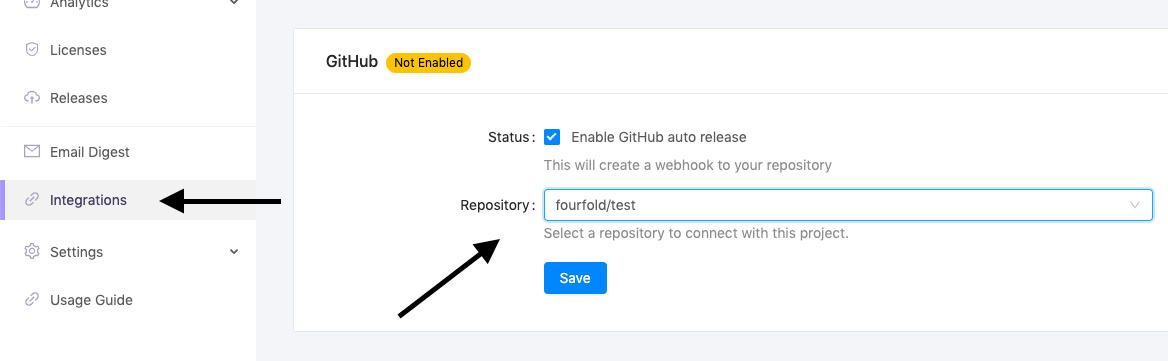 Analytics
Licenses
Releases
Email Digest
Integrations
Settings
Usage Guide
GitHub Not Enabled
Status: Enable GitHub auto release
This will create a webhook to your repository
Repository: fourfold/test
Select a repository to connect with this project.
Save